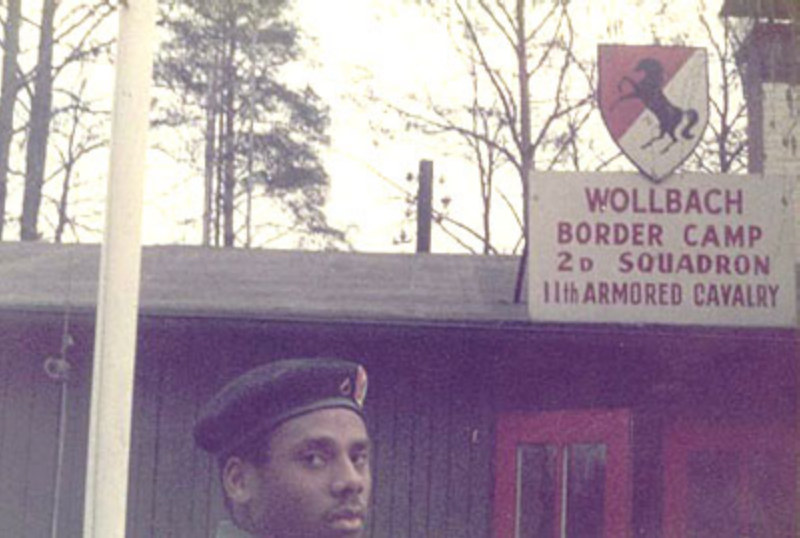 WOLLBACH
BORDER CAMP
2D SQUADRON
11th ARMORED CAVALRY